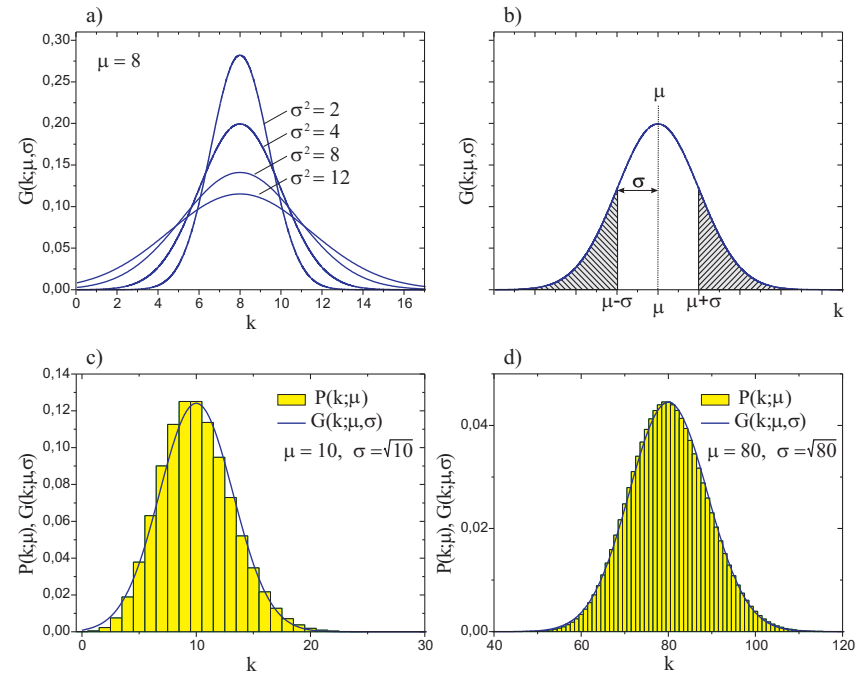 a)
G(k;μ,σ)
0,30
0,25
0,20
0,15
0,10
0,05
0,00
μ = 8
σ² = 2
σ² = 4
σ² = 8
σ² = 12
0 2 4 6 8 10 12 14 16
k
b)
G(k;μ,σ)
μ
σ
μ-σ μ μ+σ k
c)
P(k;μ), G(k;μ,σ)
0,14
0,12
0,10
0,08
0,06
0,04
0,02
0,00
P(k;μ)
G(k;μ,σ)
μ = 10, σ =√10
0 10 20 30
k
d)
P(k;μ), G(k;μ,σ)
0,04
0,02
0,00
P(k;μ)
G(k;μ,σ)
μ = 80, σ =√80
40 60 80 100 120
k